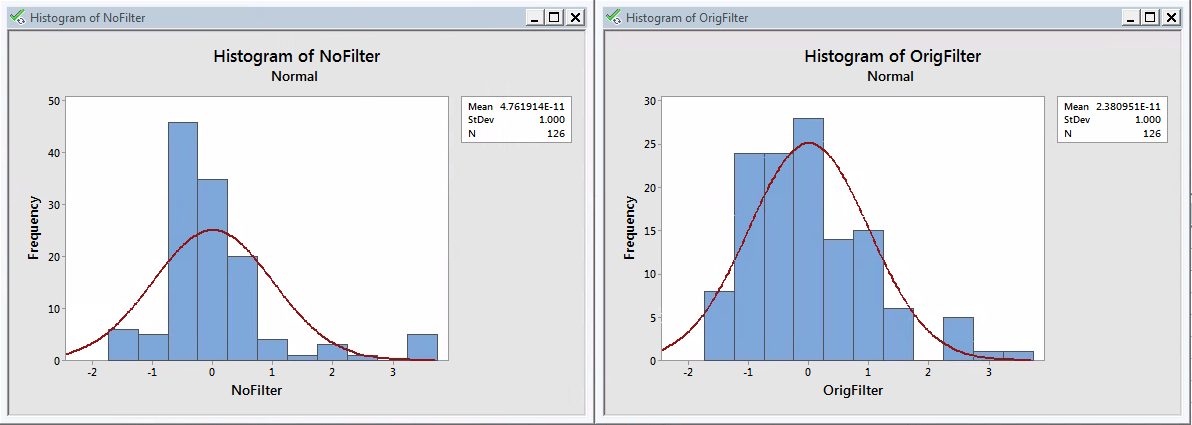 Histogram of NoFilter
Histogram of NoFilter
Normal
Mean 4.761914E-11
StDev 1.000
N 126
50
40
30
20
10
0
Frequency
-2 -1 0 1 2 3
NoFilter
Histogram of OrigFilter
Histogram of OrigFilter
Normal
Mean 2.380951E-11
StDev 1.000
N 126
30
25
20
15
10
5
0
Frequency
-2 -1 0 1 2 3
OrigFilter